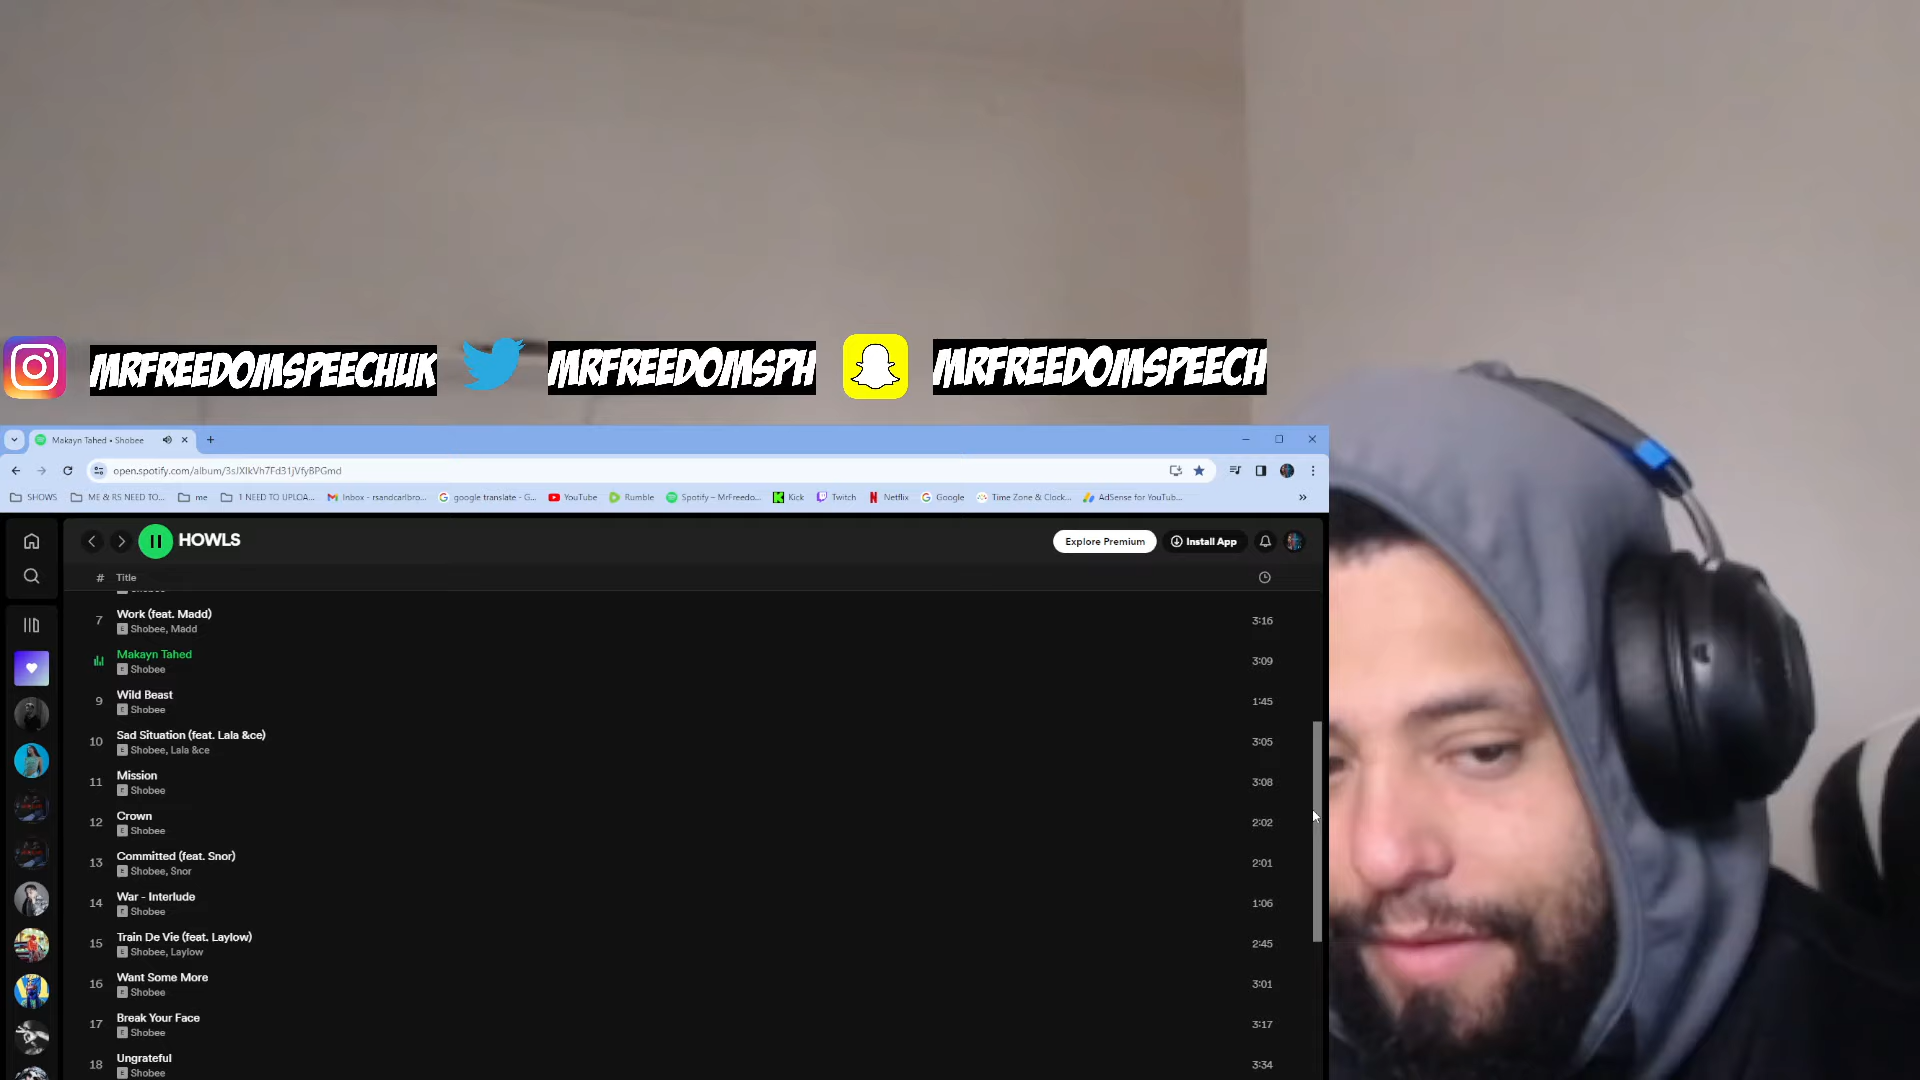 MRFREEDOMSPEECHUK MRFREEDOMSPH MRFREEDOMSPEECH
Makayn Tahed • Shobee
open.spotify.com/album/3sJXIkVh7Fd31jVfyBPGmd
SHOWS ME & RS NEED TO... me 1 NEED TO UPLOA... Inbox - rsandcarlbro... google translate - G... YouTube Rumble Spotify – MrFreedo... Kick Twitch Netflix Google Time Zone & Clock... AdSense for YouTub...
HOWLS Explore Premium Install App
# Title
7 Work (feat. Madd) 3:16
E Shobee, Madd
Makayn Tahed 3:09
E Shobee
9 Wild Beast 1:45
E Shobee
10 Sad Situation (feat. Lala &ce) 3:05
E Shobee, Lala &ce
11 Mission 3:08
E Shobee
12 Crown 2:02
E Shobee
13 Committed (feat. Snor) 2:01
E Shobee, Snor
14 War - Interlude 1:06
E Shobee
15 Train De Vie (feat. Laylow) 2:45
E Shobee, Laylow
16 Want Some More 3:01
E Shobee
17 Break Your Face 3:17
E Shobee
18 Ungrateful 3:34
E Shobee